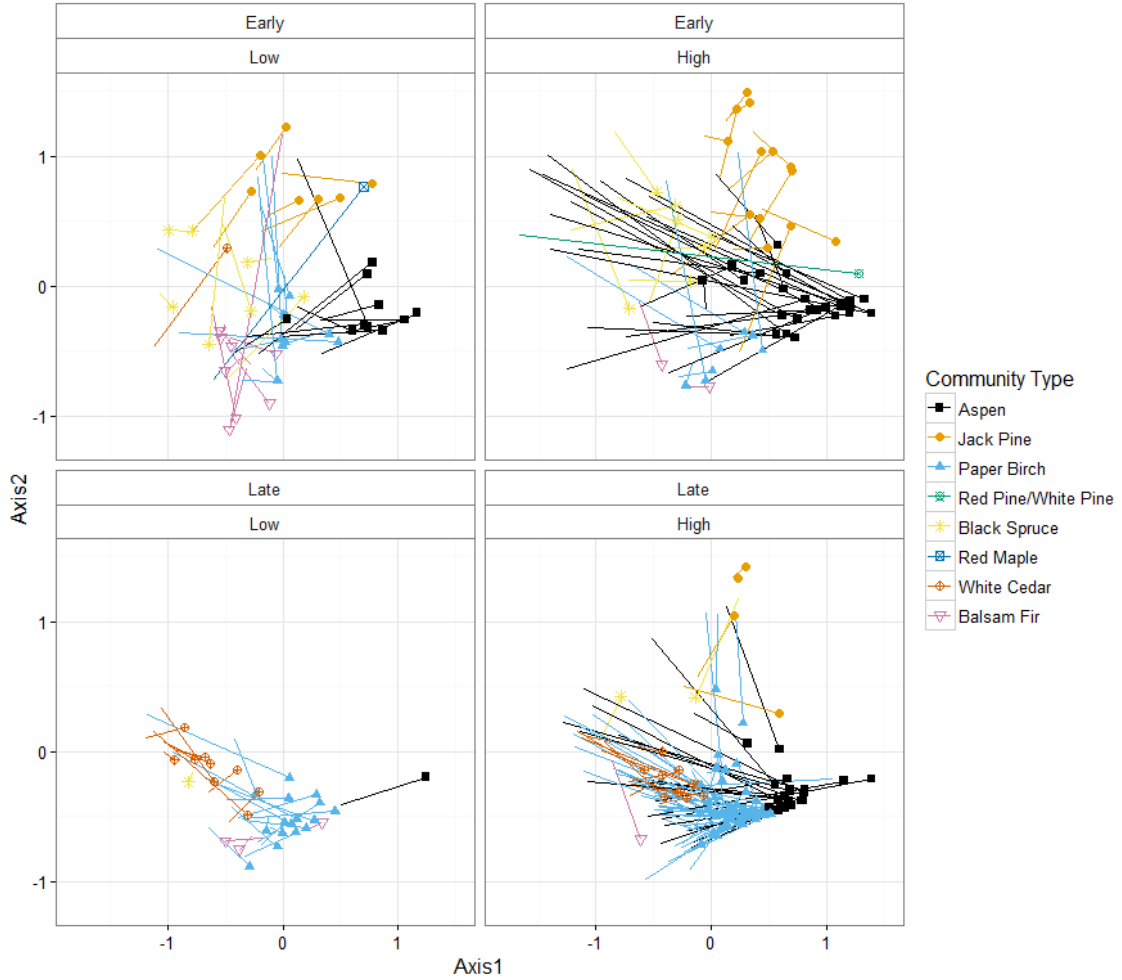 Early
Early
Low
High
1
0
-1
Late
Late
Low
High
1
0
-1
-1
0
1
-1
0
1
Axis1
Axis2
Community Type
Aspen
Jack Pine
Paper Birch
Red Pine/White Pine
Black Spruce
Red Maple
White Cedar
Balsam Fir